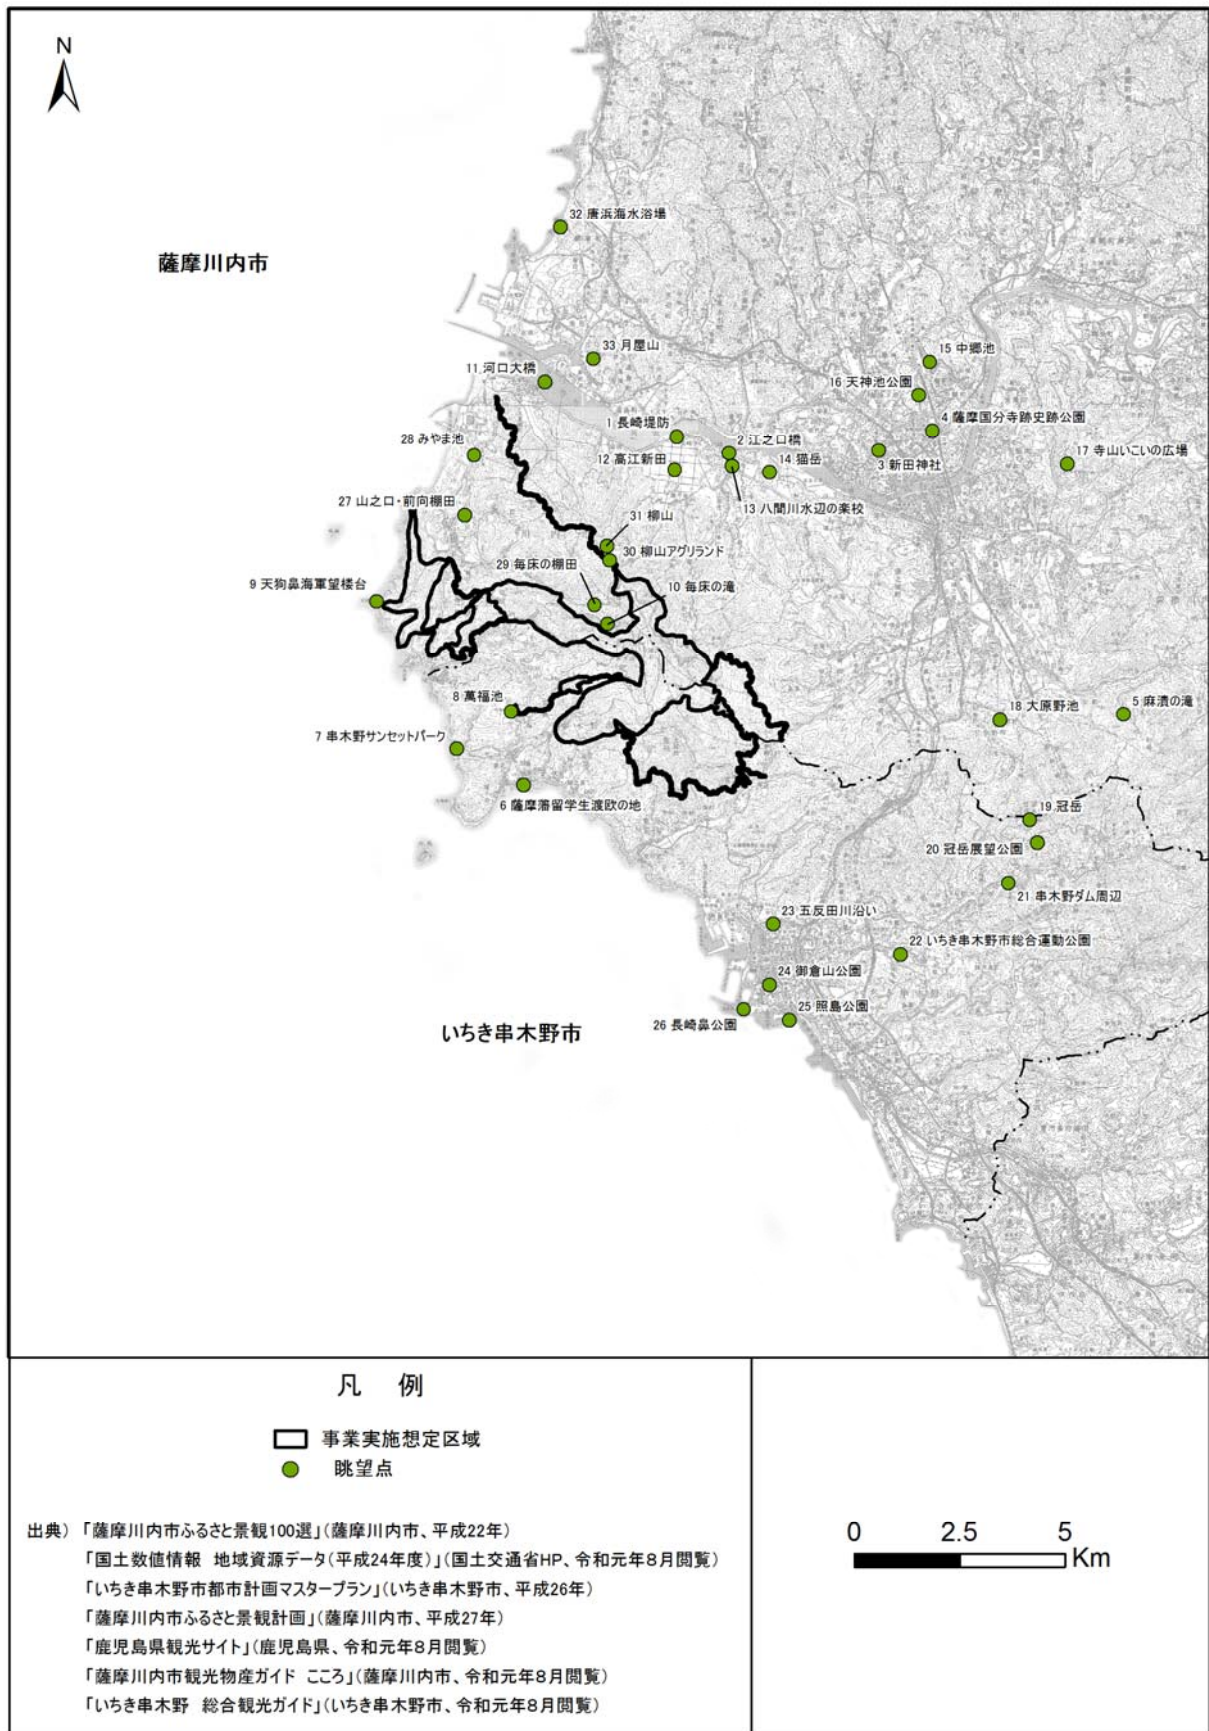 N
32 唐浜海水浴場
薩摩川内市
33 月屋山
15 中郷池
11 河口大橋
16 天神池公園
1 長崎堤防
4 薩摩国分寺跡史跡公園
28 みやま池
2 江之口橋
12 高江新田
14 猫岳
3 新田神社
17 寺山いこいの広場
27 山之口・前向棚田
13 八間川水辺の楽校
31 柳山
30 柳山アグリランド
29 毎床の棚田
10 毎床の滝
9 天狗鼻海軍望楼台
8 萬福池
18 大原野池
5 麻漬の滝
7 串木野サンセットパーク
6 薩摩藩留学生渡欧の地
19 冠岳
20 冠岳展望公園
21 串木野ダム周辺
23 五反田川沿い
22 いちき串木野市総合運動公園
24 御倉山公園
26 長崎鼻公園
25 照島公園
いちき串木野市
凡 例
事業実施想定区域
眺望点
出典）「薩摩川内市ふるさと景観100選」（薩摩川内市、平成22年）
「国土数値情報 地域資源データ（平成24年度）」（国土交通省HP、令和元年８月閲覧）
「いちき串木野市都市計画マスタープラン」（いちき串木野市、平成26年）
「薩摩川内市ふるさと景観計画」（薩摩川内市、平成27年）
「鹿児島県観光サイト」（鹿児島県、令和元年８月閲覧）
「薩摩川内市観光物産ガイド こころ」（薩摩川内市、令和元年８月閲覧）
「いちき串木野 総合観光ガイド」（いちき串木野市、令和元年８月閲覧）
0 2.5 5
Km